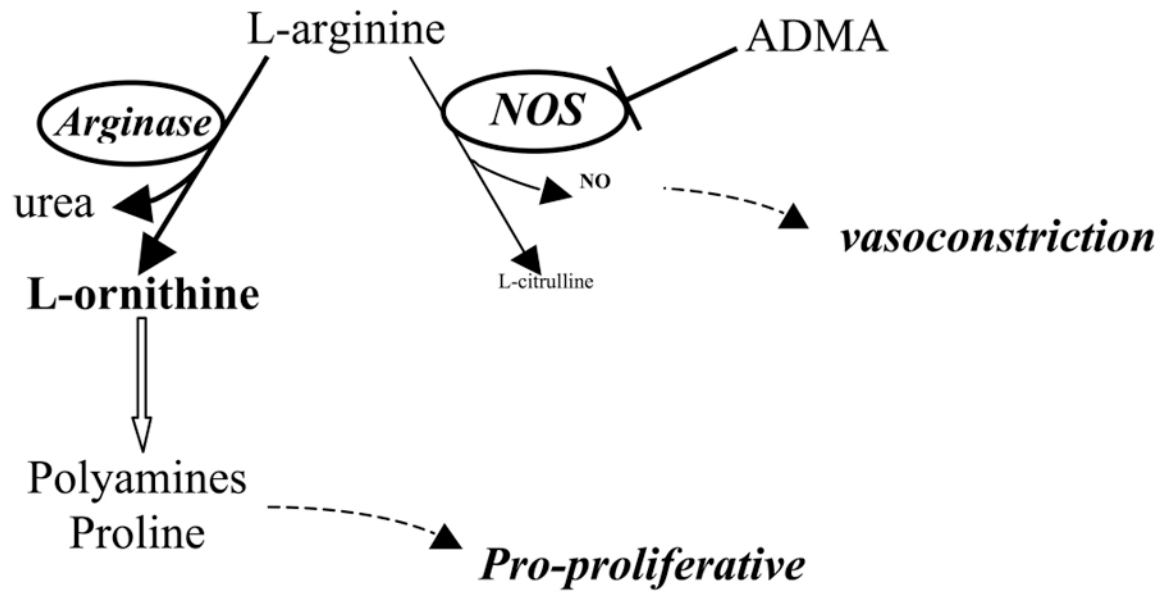 L-arginine
ADMA
Arginase
NOS
urea
NO
vasoconstriction
L-ornithine
L-citrulline
Polyamines
Proline
Pro-proliferative